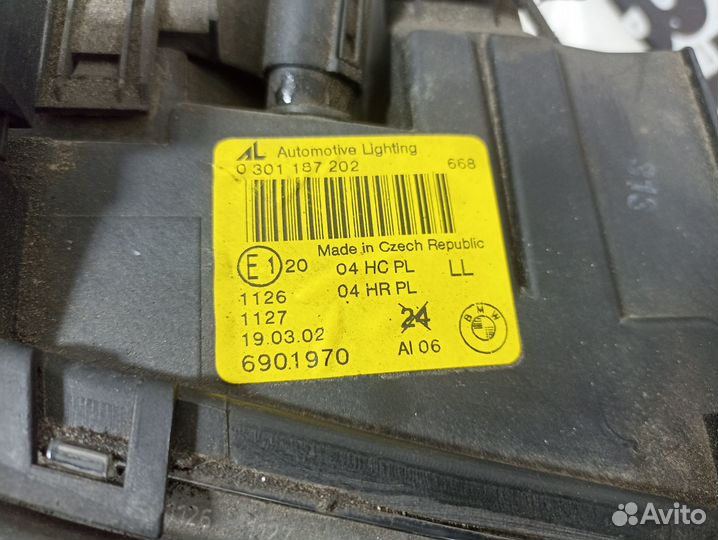 AL Automotive Lighting
0 301 187 202 668
Made in Czech Republic
E1 20 04 HC PL LL
1126 04 HR PL
1127
19.03.02 24
6901970 AI 06
BMW
Avito